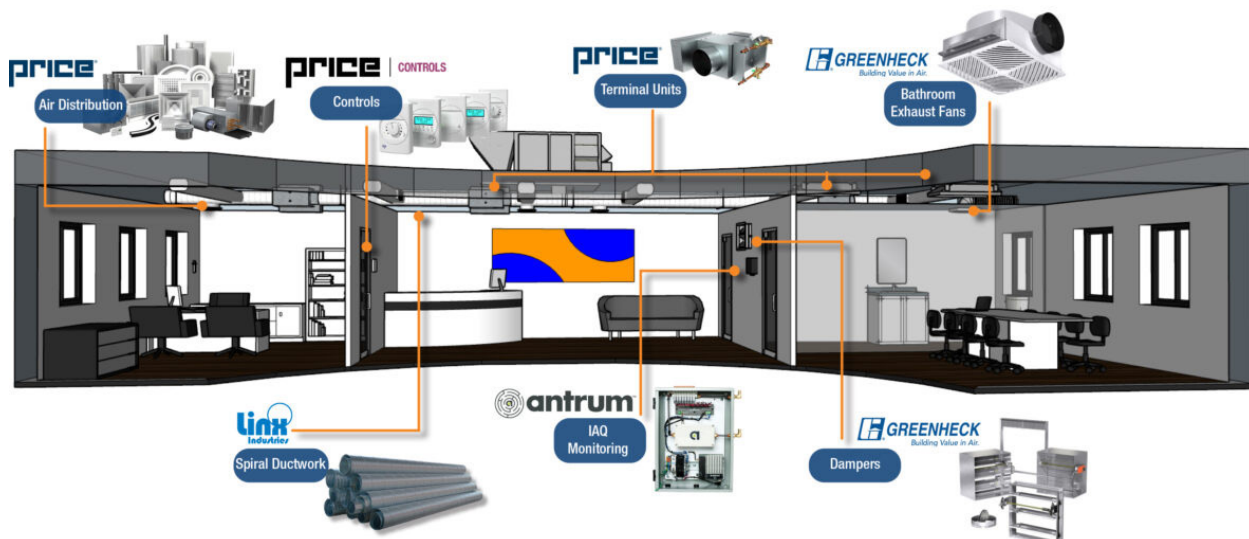 price
Air Distribution
price | CONTROLS
Controls
price
Terminal Units
GREENHECK
Building Value in Air.
Bathroom
Exhaust Fans
Linx
Industries
Spiral Ductwork
antrum
IAQ
Monitoring
GREENHECK
Building Value in Air.
Dampers